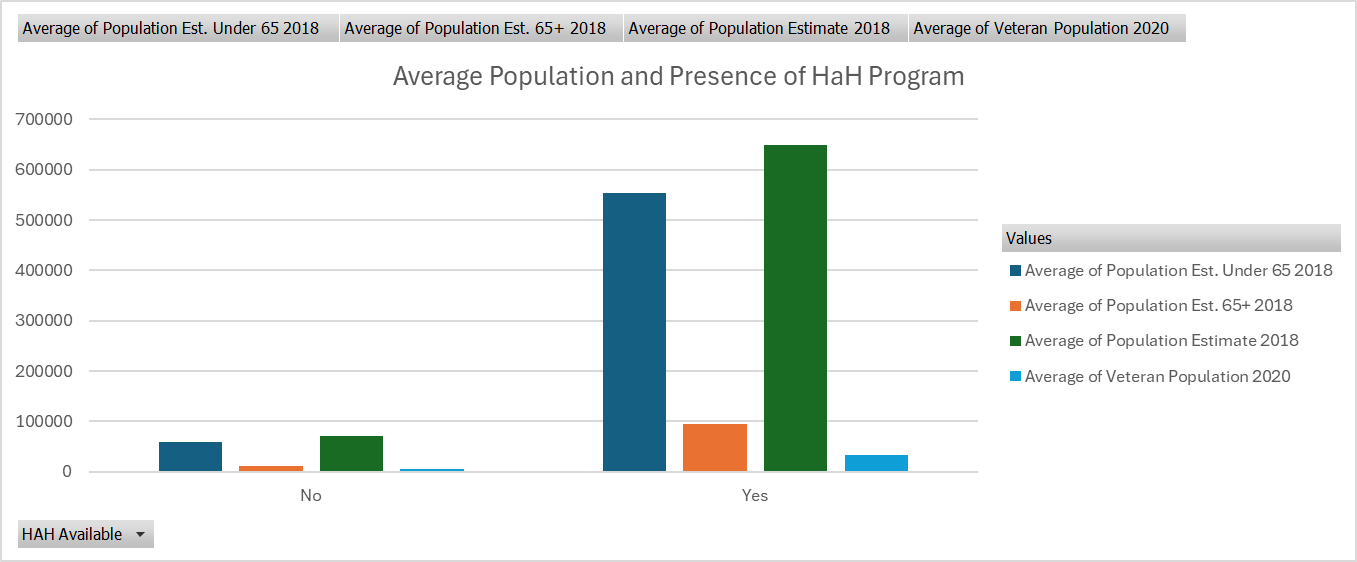 Average of Population Est. Under 65 2018 Average of Population Est. 65+ 2018 Average of Population Estimate 2018 Average of Veteran Population 2020
Average Population and Presence of HaH Program
700000
600000
500000
400000
300000
200000
100000
0
No Yes
Values
Average of Population Est. Under 65 2018
Average of Population Est. 65+ 2018
Average of Population Estimate 2018
Average of Veteran Population 2020
HAH Available